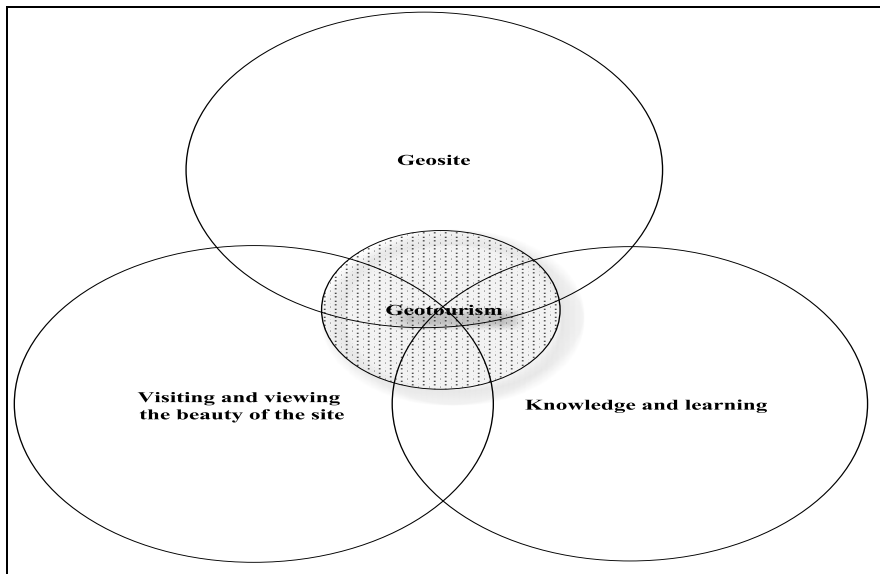 Geosite
Geotourism
Visiting and viewing
the beauty of the site
Knowledge and learning